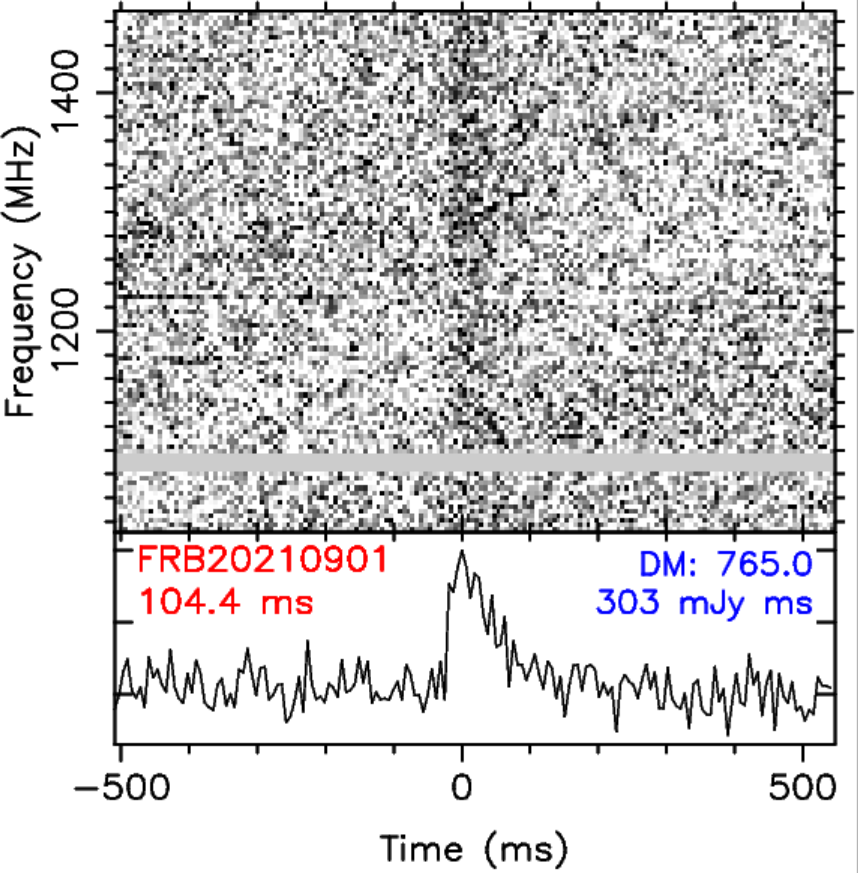 Frequency (MHz)
1400
1200
FRB20210901
104.4 ms
DM: 765.0
303 mJy ms
−500
0
500
Time (ms)